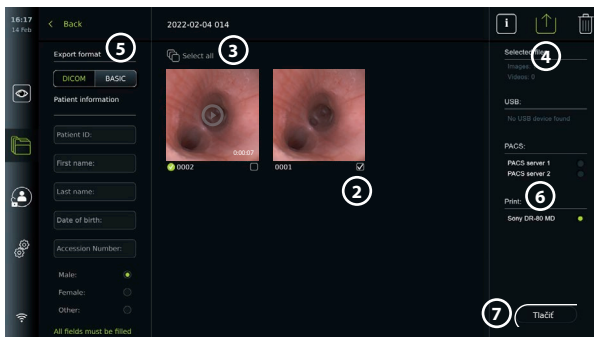 16:17
14 Feb
Back
2022-02-04 014
i
Export format
5
DICOM
BASIC
Patient information
Patient ID:
First name:
Last name:
Date of birth:
Accession Number:
Male:
Female:
Other:
All fields must be filled
Select all
3
0:00:07
0002
0001
2
Selected files
4
Images:
Videos: 0
USB:
No USB device found
PACS:
PACS server 1
PACS server 2
6
Print:
Sony DR-80 MD
7
Tlačiť